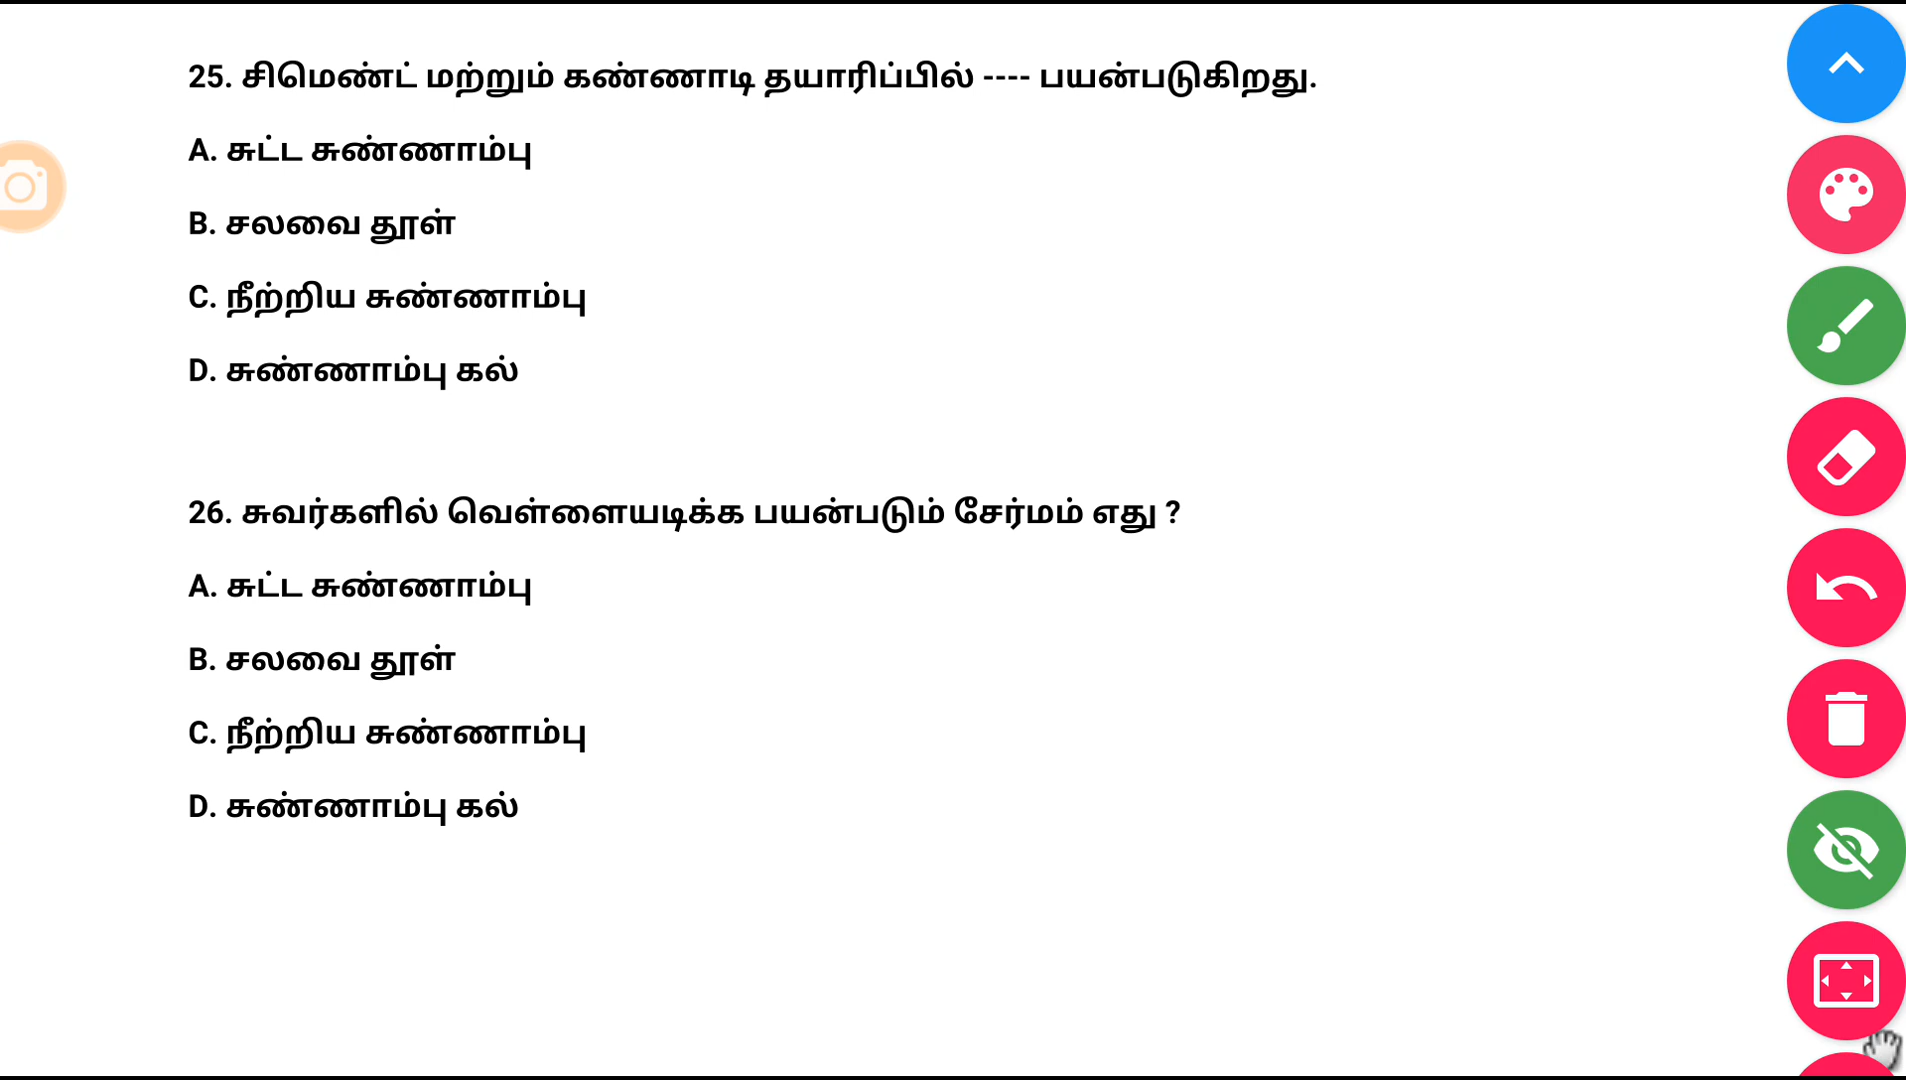 25. சிமெண்ட் மற்றும் கண்ணாடி தயாரிப்பில் ---- பயன்படுகிறது.
A. சுட்ட சுண்ணாம்பு
B. சலவை தூள்
C. நீற்றிய சுண்ணாம்பு
D. சுண்ணாம்பு கல்
26. சுவர்களில் வெள்ளையடிக்க பயன்படும் சேர்மம் எது ?
A. சுட்ட சுண்ணாம்பு
B. சலவை தூள்
C. நீற்றிய சுண்ணாம்பு
D. சுண்ணாம்பு கல்